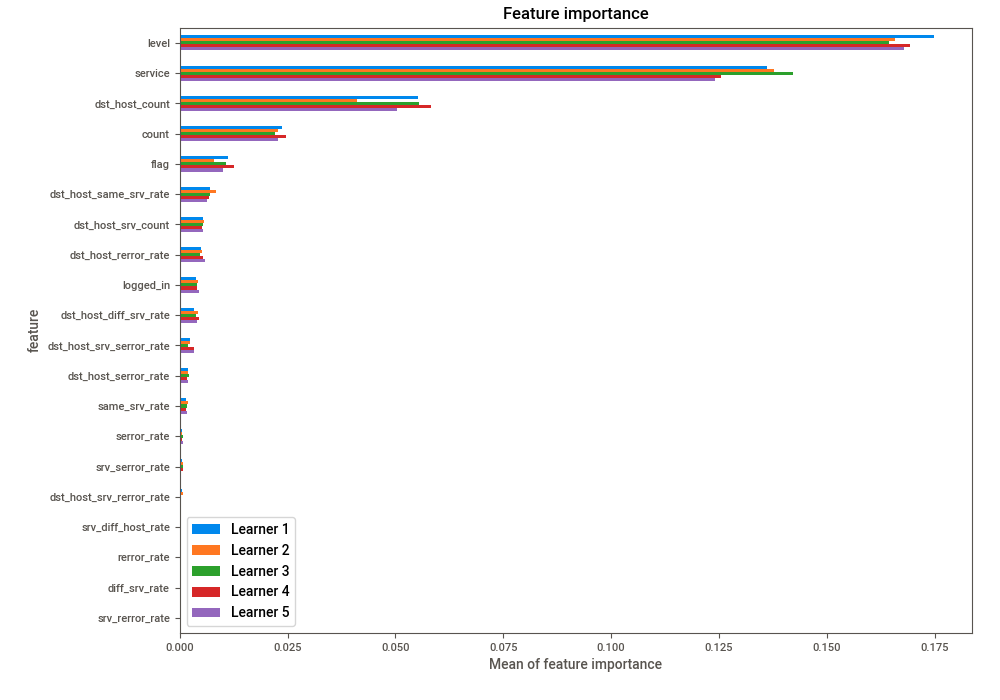 Feature importance
level
service
dst_host_count
count
flag
dst_host_same_srv_rate
dst_host_srv_count
dst_host_rerror_rate
logged_in
dst_host_diff_srv_rate
dst_host_srv_serror_rate
dst_host_serror_rate
same_srv_rate
serror_rate
srv_serror_rate
dst_host_srv_rerror_rate
srv_diff_host_rate
rerror_rate
diff_srv_rate
srv_rerror_rate
feature
Learner 1
Learner 2
Learner 3
Learner 4
Learner 5
0.000 0.025 0.050 0.075 0.100 0.125 0.150 0.175
Mean of feature importance